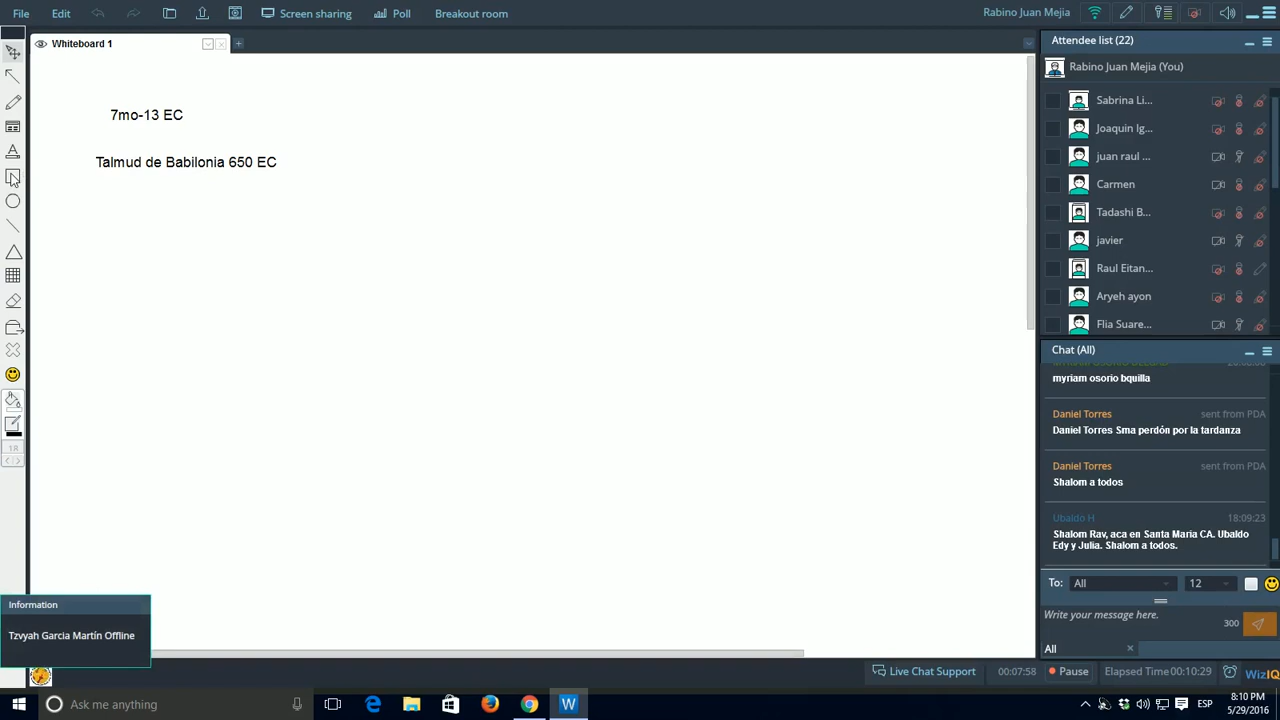 File Edit Screen sharing Poll Breakout room Rabino Juan Mejia
Whiteboard 1
7mo-13 EC
Talmud de Babilonia 650 EC
Attendee list (22)
Rabino Juan Mejia (You)
Sabrina Li...
Joaquin Ig...
juan raul ...
Carmen
Tadashi B...
javier
Raul Eitan...
Aryeh ayon
Flia Suare...
Chat (All)
myriam osorio bquilla
Daniel Torres sent from PDA
Daniel Torres Sma perdón por la tardanza
Daniel Torres sent from PDA
Shalom a todos
Ubaldo H 18:09:23
Shalom Rav, aca en Santa Maria CA. Ubaldo
Edy y Julia. Shalom a todos.
To: All 12
Write your message here.
300
All
Information
Tzvyah Garcia Martín Offline
Live Chat Support 00:07:58 Pause Elapsed Time 00:10:29 WizIQ
Ask me anything
ESP
8:10 PM
5/29/2016